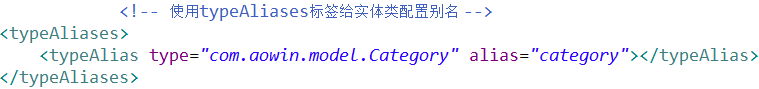 <!-- 使用typeAliases标签给实体类配置别名 -->
<typeAliases>
<typeAlias type="com.aowin.model.Category" alias="category"></typeAlias>
</typeAliases>